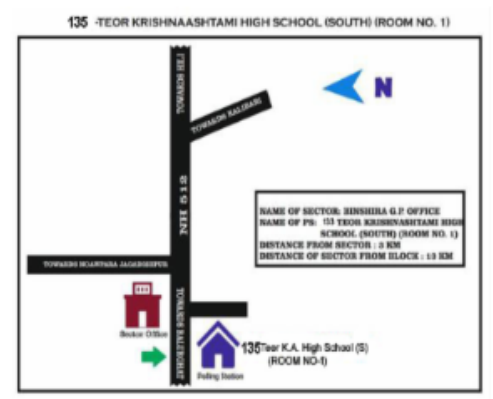 135 -TEOR KRISHNAASHTAMI HIGH SCHOOL (SOUTH) (ROOM NO. 1)
TOWARDS HILI
N
TOWARDS KALIBARI
NH 512
NAME OF SECTOR: BINSHIRA G.P. OFFICE
NAME OF PS: 135 TEOR KRISHNASHTAMI HIGH
SCHOOL (SOUTH) (ROOM NO. 1)
DISTANCE FROM SECTOR : 3 KM
DISTANCE OF SECTOR FROM BLOCK : 13 KM
TOWARDS NOANPARA JAGADISHPUR
TOWARDS BALURGHAT
Sector Office
135 Teor K.A. High School (S)
(ROOM NO-1)
Polling Station